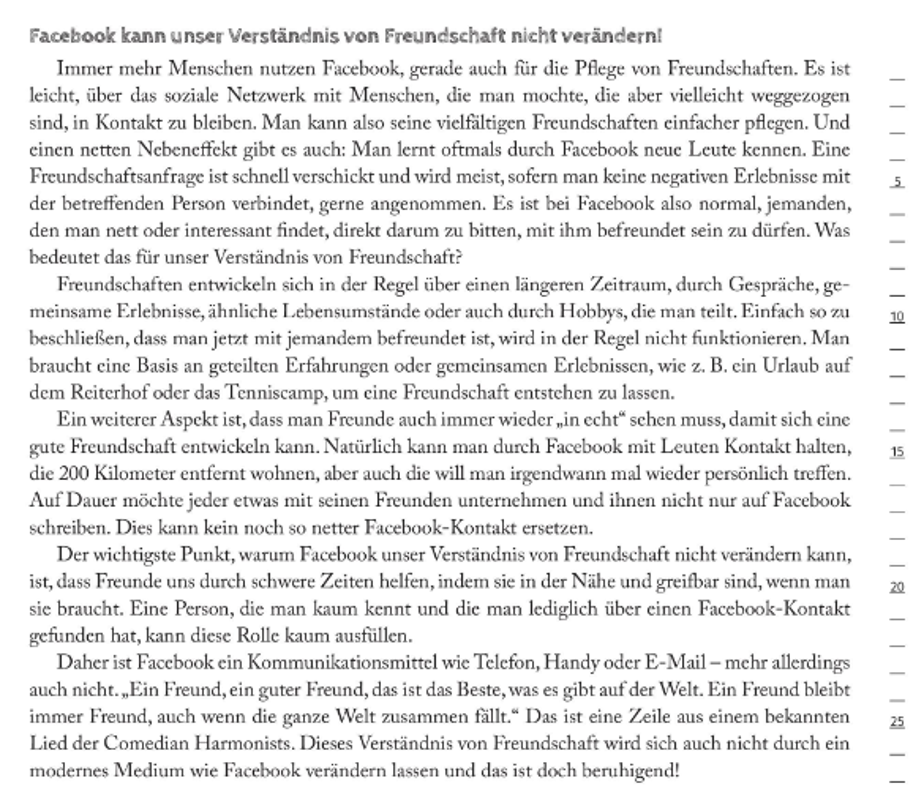 Facebook kann unser Verständnis von Freundschaft nicht verändern!
Immer mehr Menschen nutzen Facebook, gerade auch für die Pflege von Freundschaften. Es ist
leicht, über das soziale Netzwerk mit Menschen, die man mochte, die aber vielleicht weggezogen
sind, in Kontakt zu bleiben. Man kann also seine vielfältigen Freundschaften einfacher pflegen. Und
einen netten Nebeneffekt gibt es auch: Man lernt oftmals durch Facebook neue Leute kennen. Eine
Freundschaftsanfrage ist schnell verschickt und wird meist, sofern man keine negativen Erlebnisse mit
5
der betreffenden Person verbindet, gerne angenommen. Es ist bei Facebook also normal, jemanden,
den man nett oder interessant findet, direkt darum zu bitten, mit ihm befreundet sein zu dürfen. Was
bedeutet das für unser Verständnis von Freundschaft?
Freundschaften entwickeln sich in der Regel über einen längeren Zeitraum, durch Gespräche, ge-
meinsame Erlebnisse, ähnliche Lebensumstände oder auch durch Hobbys, die man teilt. Einfach so zu
10
beschließen, dass man jetzt mit jemandem befreundet ist, wird in der Regel nicht funktionieren. Man
braucht eine Basis an geteilten Erfahrungen oder gemeinsamen Erlebnissen, wie z. B. ein Urlaub auf
dem Reiterhof oder das Tenniscamp, um eine Freundschaft entstehen zu lassen.
Ein weiterer Aspekt ist, dass man Freunde auch immer wieder „in echt“ sehen muss, damit sich eine
gute Freundschaft entwickeln kann. Natürlich kann man durch Facebook mit Leuten Kontakt halten,
15
die 200 Kilometer entfernt wohnen, aber auch die will man irgendwann mal wieder persönlich treffen.
Auf Dauer möchte jeder etwas mit seinen Freunden unternehmen und ihnen nicht nur auf Facebook
schreiben. Dies kann kein noch so netter Facebook-Kontakt ersetzen.
Der wichtigste Punkt, warum Facebook unser Verständnis von Freundschaft nicht verändern kann,
ist, dass Freunde uns durch schwere Zeiten helfen, indem sie in der Nähe und greifbar sind, wenn man
20
sie braucht. Eine Person, die man kaum kennt und die man lediglich über einen Facebook-Kontakt
gefunden hat, kann diese Rolle kaum ausfüllen.
Daher ist Facebook ein Kommunikationsmittel wie Telefon, Handy oder E-Mail – mehr allerdings
auch nicht. „Ein Freund, ein guter Freund, das ist das Beste, was es gibt auf der Welt. Ein Freund bleibt
immer Freund, auch wenn die ganze Welt zusammen fällt.“ Das ist eine Zeile aus einem bekannten
25
Lied der Comedian Harmonists. Dieses Verständnis von Freundschaft wird sich auch nicht durch ein
modernes Medium wie Facebook verändern lassen und das ist doch beruhigend!